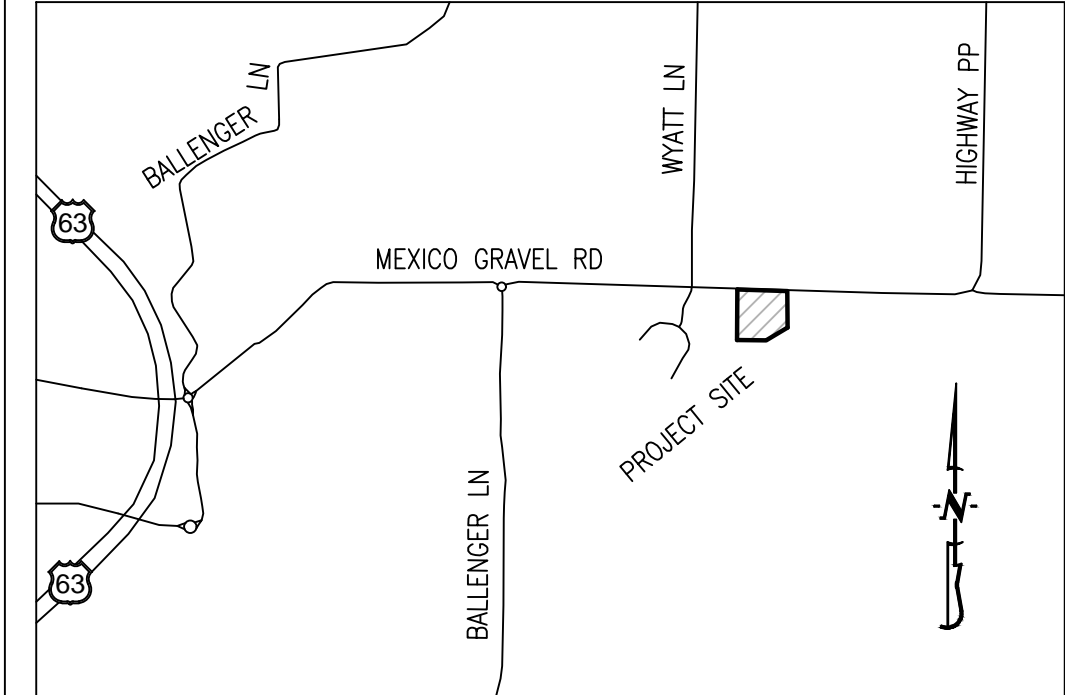 BALLENGER LN
WYATT LN
HIGHWAY PP
63
MEXICO GRAVEL RD
PROJECT SITE
BALLENGER LN
N
63